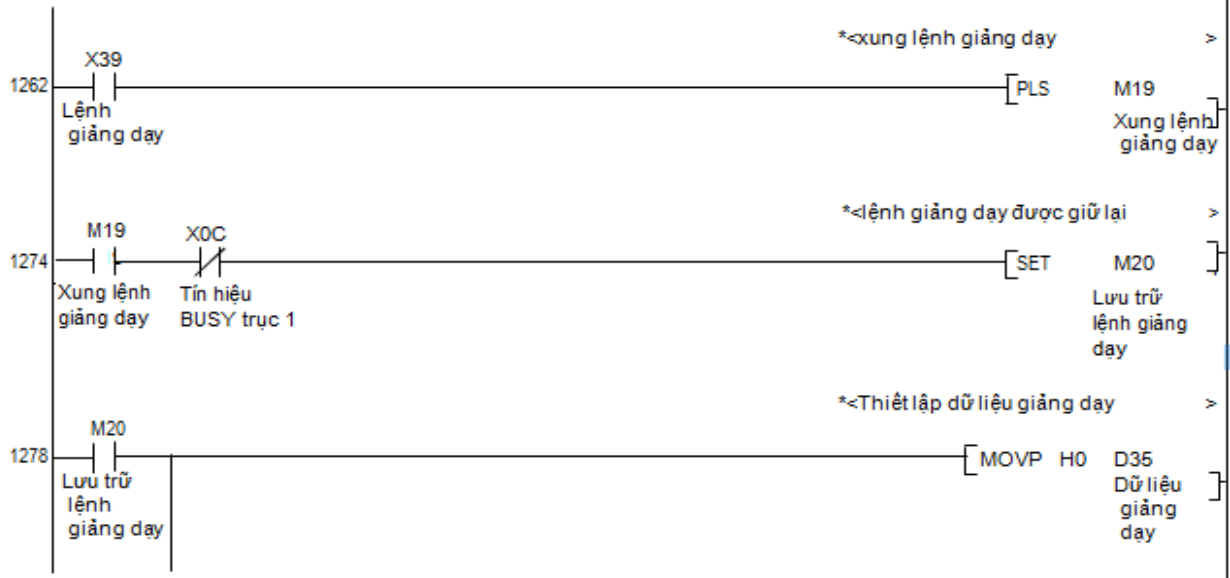 *<xung lệnh giảng dạy >
X39
1262 [PLS M19 ]
Lệnh
giảng dạy
Xung lệnh
giảng dạy
*<lệnh giảng dạy được giữ lại >
M19 X0C
1274 [SET M20 ]
Xung lệnh
giảng dạy
Tín hiệu
BUSY trục 1
Lưu trữ
lệnh giảng
dạy
*<Thiết lập dữ liệu giảng dạy >
M20
1278 [MOVP H0 D35 ]
Lưu trữ
lệnh
giảng dạy
Dữ liệu
giảng
dạy